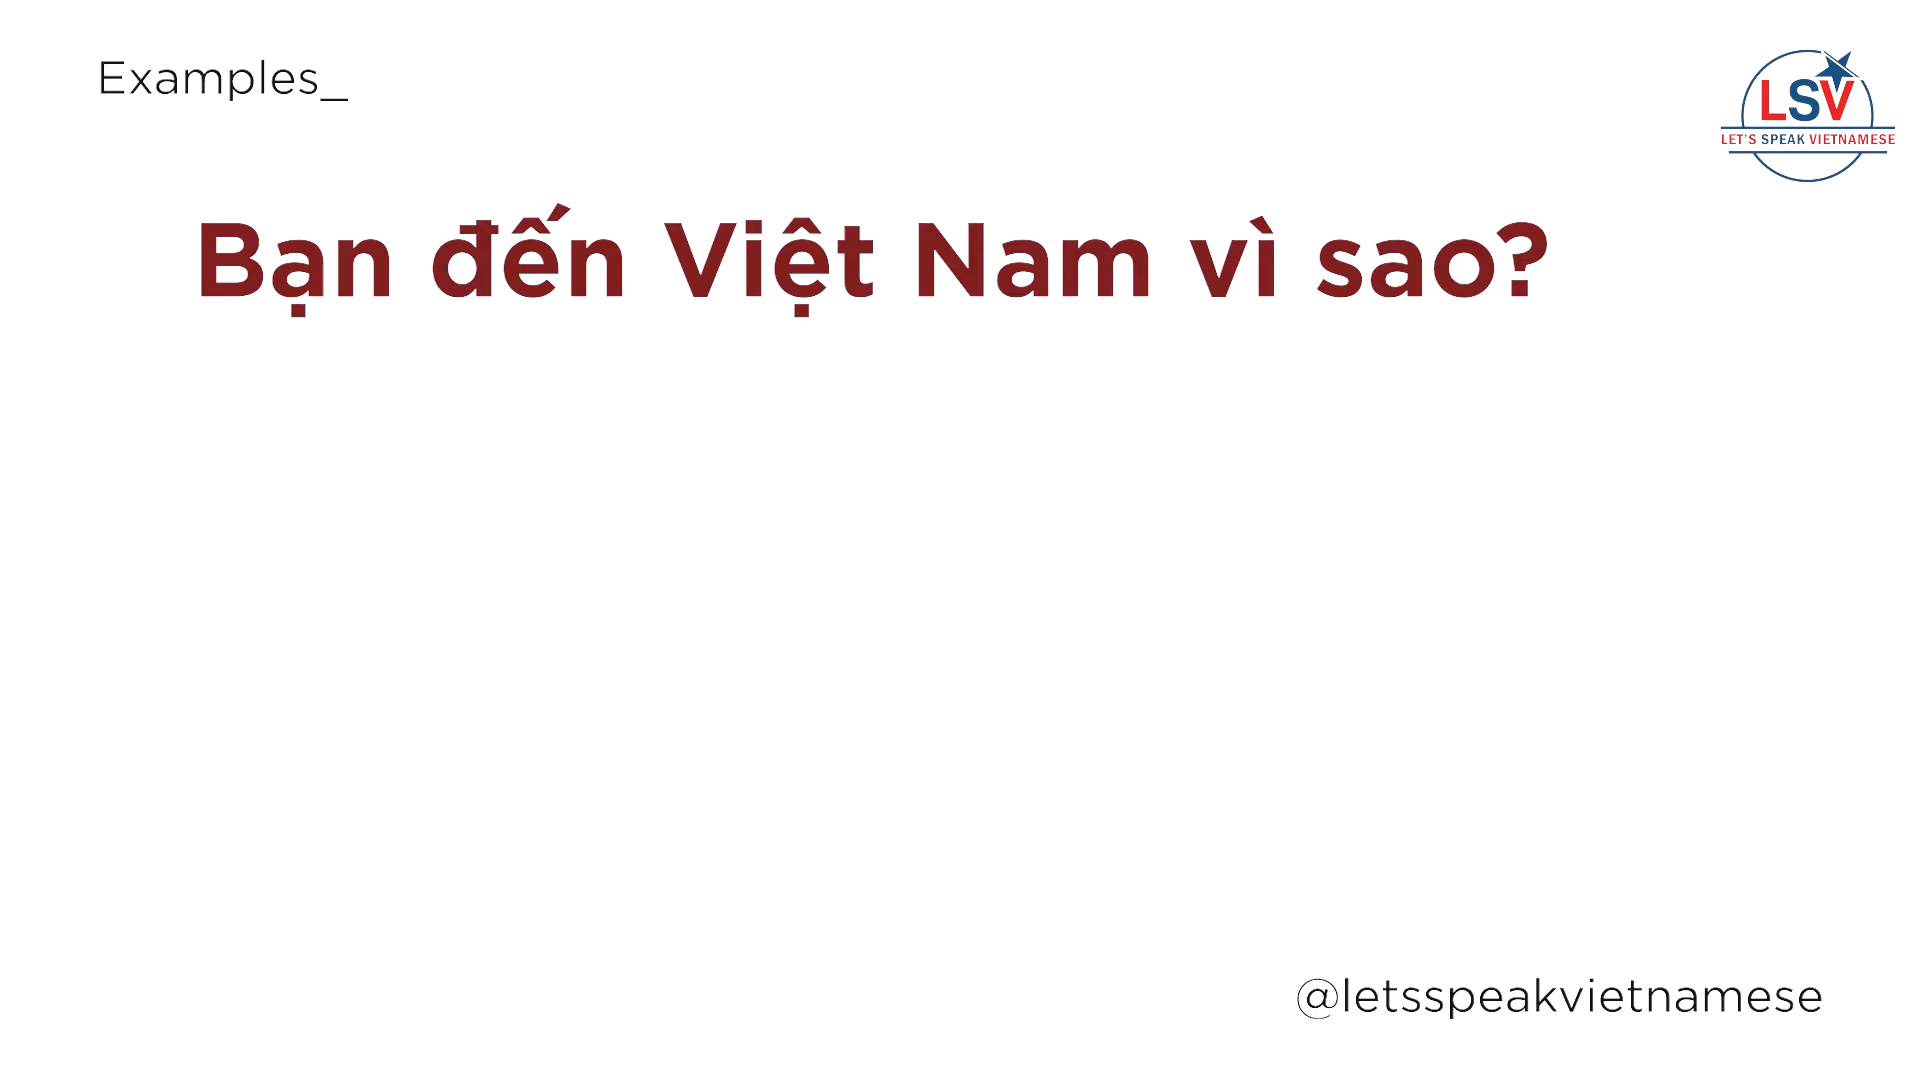 Examples_
LSV
LET'S SPEAK VIETNAMESE
Bạn đến Việt Nam vì sao?
@letsspeakvietnamese